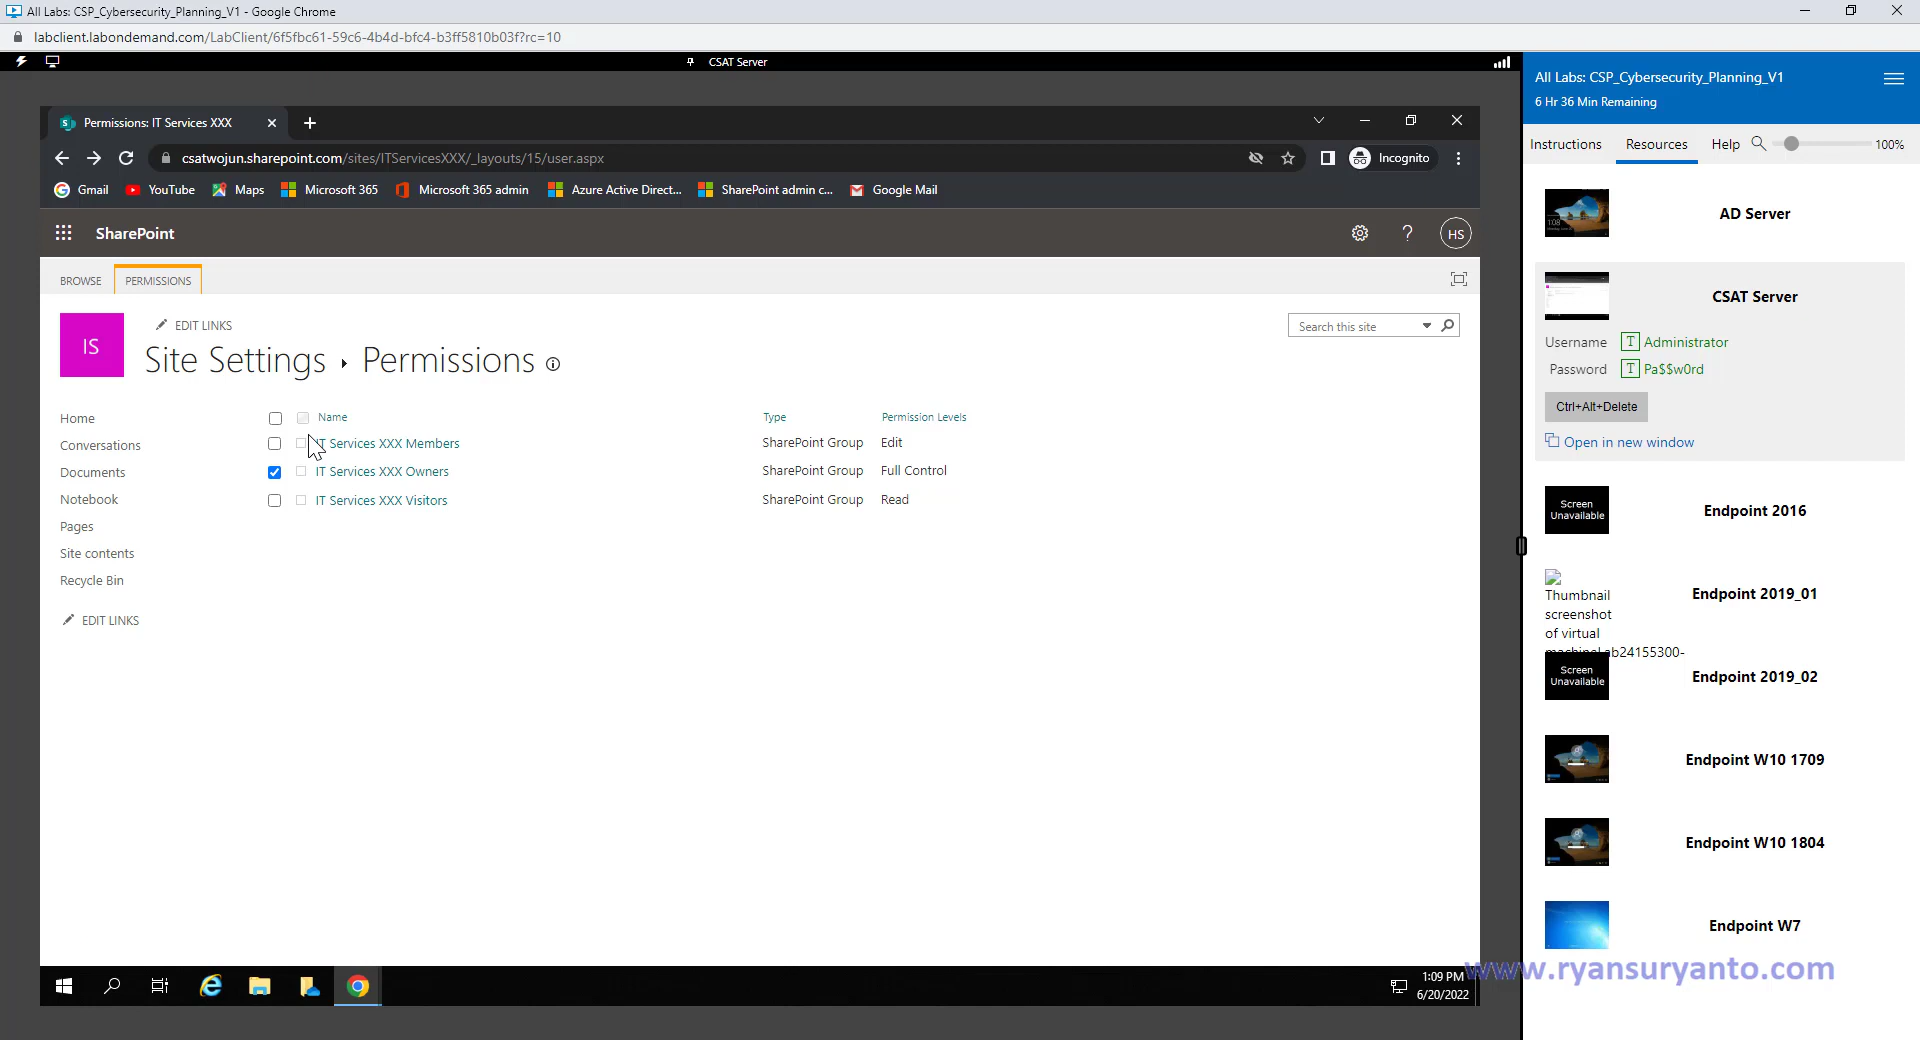 All Labs: CSP_Cybersecurity_Planning_V1 - Google Chrome
labclient.labondemand.com/LabClient/6f5fbc61-59c6-4b4d-bfc4-b3ff5810b03f?rc=10
CSAT Server
All Labs: CSP_Cybersecurity_Planning_V1
6 Hr 36 Min Remaining
Instructions Resources Help 100%
Permissions: IT Services XXX
csatwojun.sharepoint.com/sites/ITServicesXXX/_layouts/15/user.aspx
Incognito
Gmail YouTube Maps Microsoft 365 Microsoft 365 admin Azure Active Direct... SharePoint admin c... Google Mail
SharePoint
HS
BROWSE PERMISSIONS
IS
EDIT LINKS
Site Settings Permissions
Search this site
Home
Conversations
Documents
Notebook
Pages
Site contents
Recycle Bin
EDIT LINKS
Name Type Permission Levels
IT Services XXX Members SharePoint Group Edit
IT Services XXX Owners SharePoint Group Full Control
IT Services XXX Visitors SharePoint Group Read
1:09 PM
6/20/2022
AD Server
CSAT Server
Username T Administrator
Password T Pa$$w0rd
Ctrl+Alt+Delete
Open in new window
Screen
Unavailable
Endpoint 2016
Thumbnail
screenshot
of virtual
Endpoint 2019_01
Screen
Unavailable
Endpoint 2019_02
Endpoint W10 1709
Endpoint W10 1804
Endpoint W7
www.ryansuryanto.com